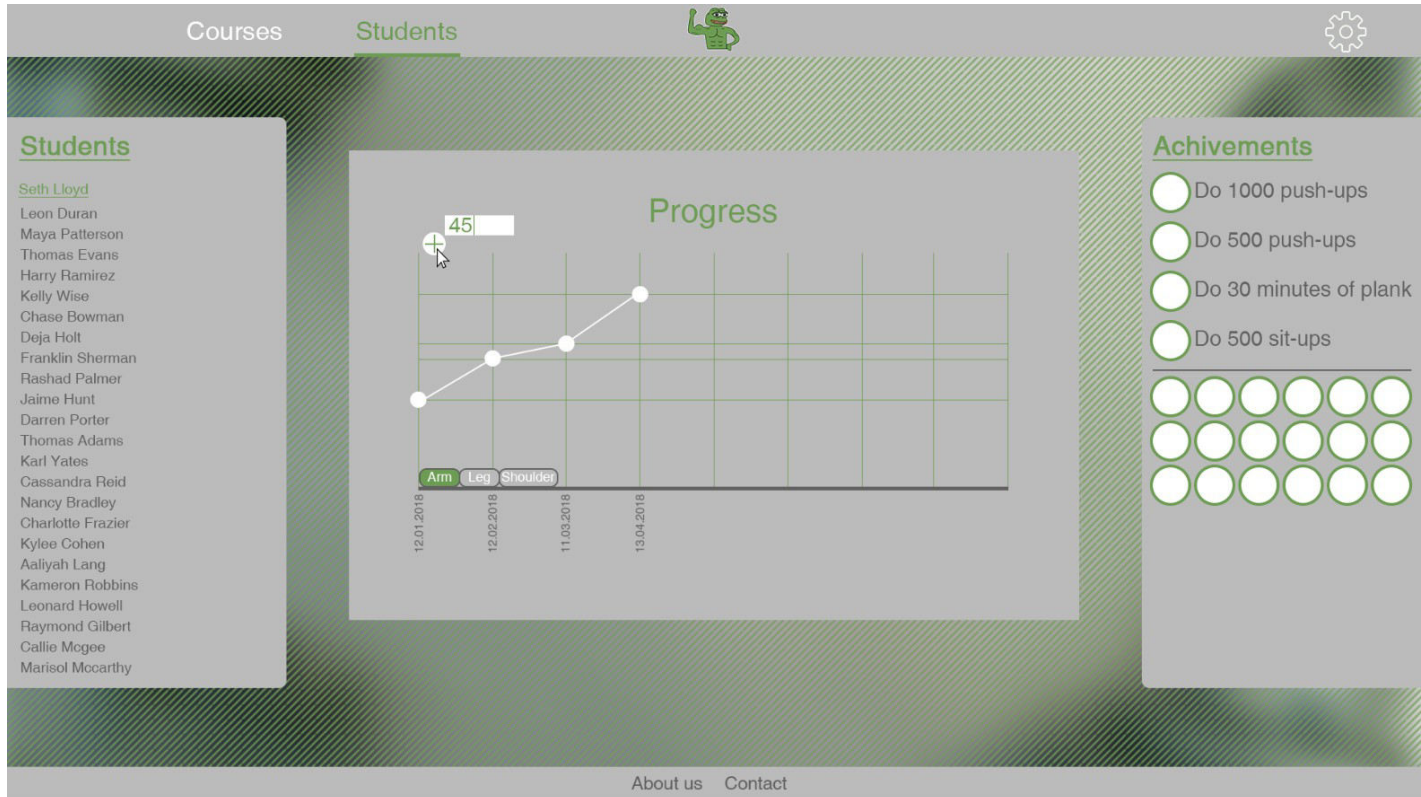 Courses Students
Students
Seth Lloyd
Leon Duran
Maya Patterson
Thomas Evans
Harry Ramirez
Kelly Wise
Chase Bowman
Deja Holt
Franklin Sherman
Rashad Palmer
Jaime Hunt
Darren Porter
Thomas Adams
Karl Yates
Cassandra Reid
Nancy Bradley
Charlotte Frazier
Kylee Cohen
Aaliyah Lang
Kameron Robbins
Leonard Howell
Raymond Gilbert
Callie Mcgee
Marisol Mccarthy
Progress
45
Arm Leg Shoulder
12.01.2018
12.02.2018
11.03.2018
13.04.2018
Achivements
Do 1000 push-ups
Do 500 push-ups
Do 30 minutes of plank
Do 500 sit-ups
About us Contact